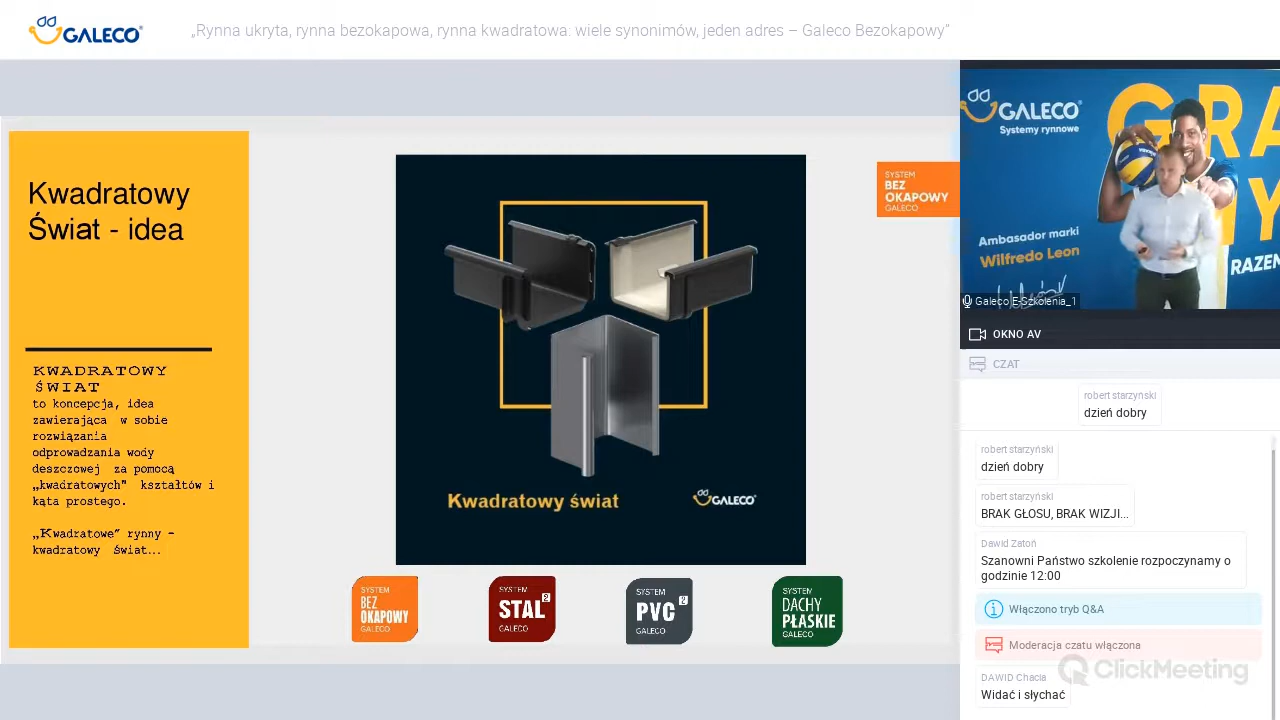 GALECO
„Rynna ukryta, rynna bezokapowa, rynna kwadratowa: wiele synonimów, jeden adres – Galeco Bezokapowy”
Kwadratowy
Świat - idea
KWADRATOWY
ŚWIAT
to koncepcja, idea
zawierająca w sobie
rozwiązania
odprowadzania wody
deszczowej za pomocą
„kwadratowych" kształtów i
kąta prostego.
„Kwadratowe” rynny –
kwadratowy świat...
Kwadratowy świat
GALECO
SYSTEM
BEZ
OKAPOWY
GALECO
SYSTEM
STAL2
GALECO
SYSTEM
PVC2
GALECO
SYSTEM
DACHY
PŁASKIE
GALECO
SYSTEM
BEZ
OKAPOWY
GALECO
GALECO
Systemy rynnowe
GRA
Ambasador marki
Wilfredo Leon
RAZEM
Galeco E-Szkolenia_1
OKNO AV
CZAT
robert starzyński
dzień dobry
robert starzyński
dzień dobry
robert starzyński
BRAK GŁOSU, BRAK WIZJI...
Dawid Zatoń
Szanowni Państwo szkolenie rozpoczynamy o
godzinie 12:00
Włączono tryb Q&A
Moderacja czatu włączona
ClickMeeting
DAWID Chacia
Widać i słychać